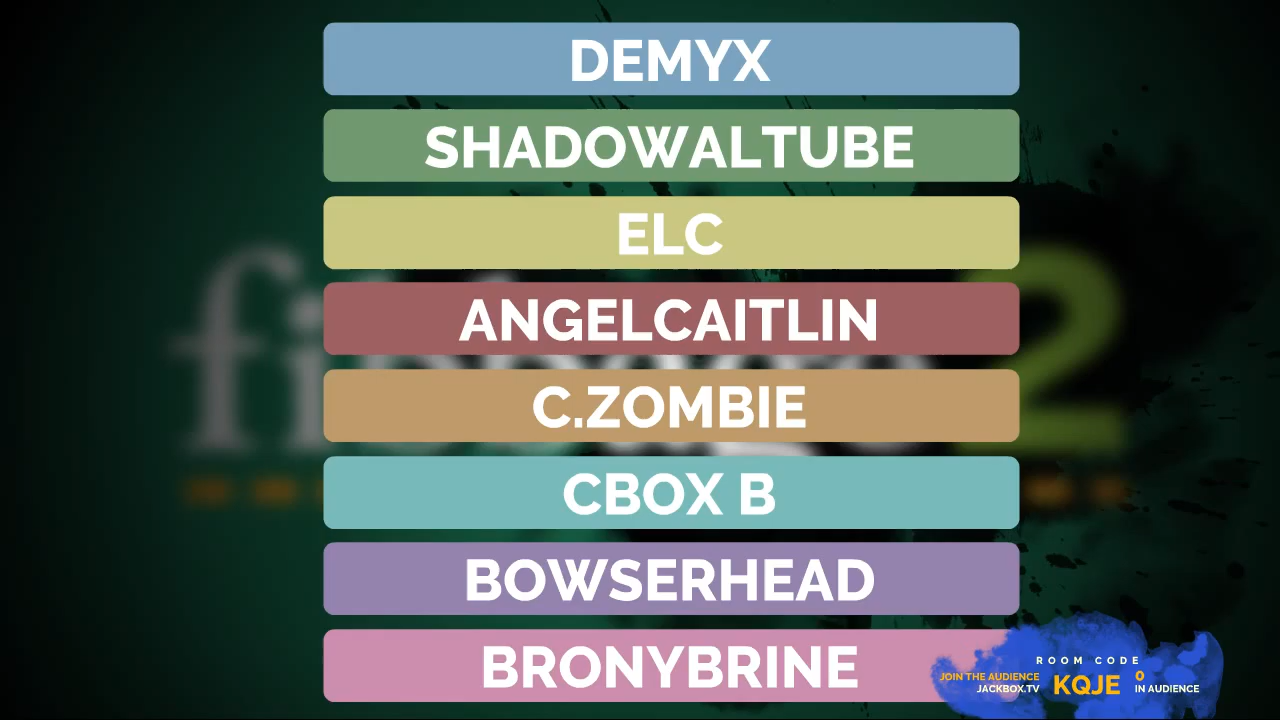 DEMYX
SHADOWALTUBE
ELC
ANGELCAITLIN
C.ZOMBIE
CBOX B
BOWSERHEAD
BRONYBRINE
ROOM CODE
JOIN THE AUDIENCE
JACKBOX.TV
KQJE
0
IN AUDIENCE
2